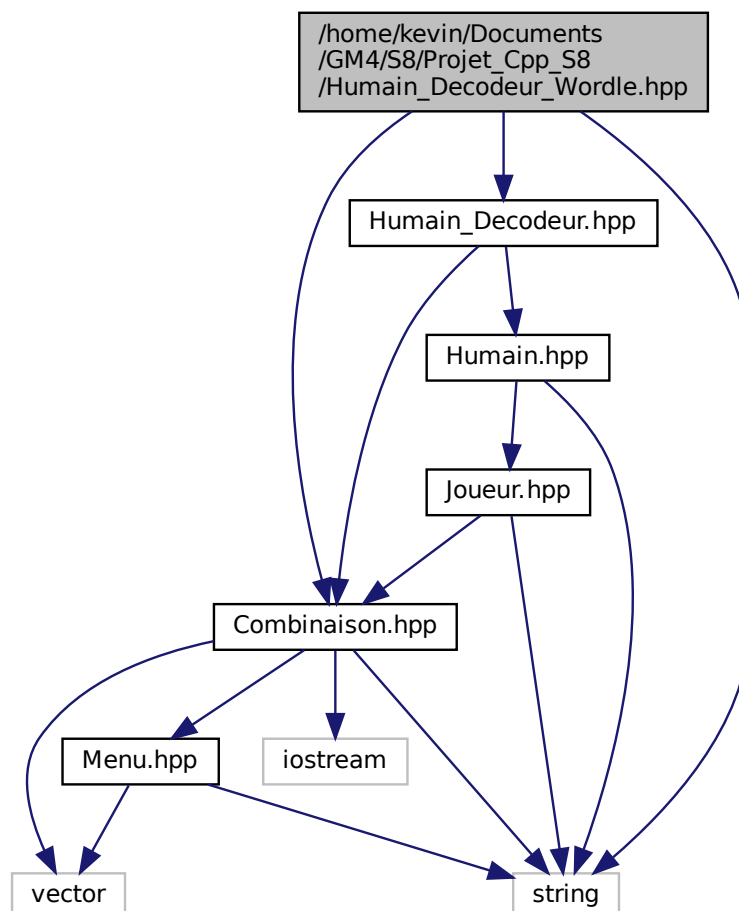 /home/kevin/Documents
/GM4/S8/Projet_Cpp_S8
/Humain_Decodeur_Wordle.hpp
Humain_Decodeur.hpp
Humain.hpp
Joueur.hpp
Combinaison.hpp
Menu.hpp
iostream
vector
string